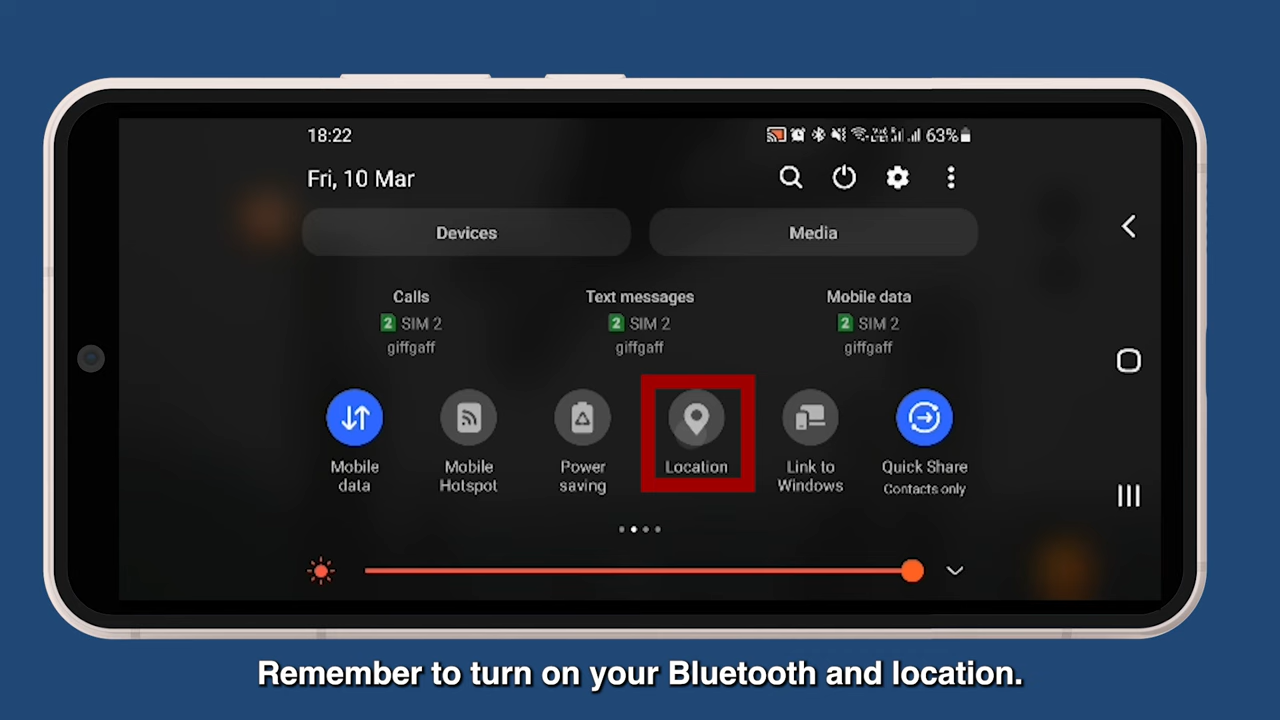 18:22
63%
Fri, 10 Mar
Devices
Media
Calls
Text messages
Mobile data
2 SIM 2
2 SIM 2
2 SIM 2
giffgaff
giffgaff
giffgaff
Mobile
data
Mobile
Hotspot
Power
saving
Location
Link to
Windows
Quick Share
Contacts only
Remember to turn on your Bluetooth and location.